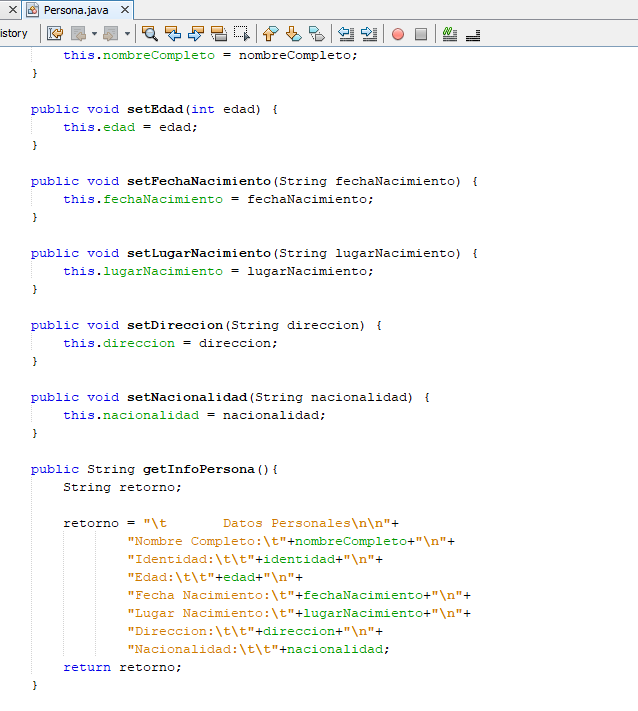 Persona.java
istory
this.nombreCompleto = nombreCompleto;
}
public void setEdad(int edad) {
this.edad = edad;
}
public void setFechaNacimiento(String fechaNacimiento) {
this.fechaNacimiento = fechaNacimiento;
}
public void setLugarNacimiento(String lugarNacimiento) {
this.lugarNacimiento = lugarNacimiento;
}
public void setDireccion(String direccion) {
this.direccion = direccion;
}
public void setNacionalidad(String nacionalidad) {
this.nacionalidad = nacionalidad;
}
public String getInfoPersona(){
String retorno;
retorno = "\t       Datos Personales\n\n"+
"Nombre Completo:\t"+nombreCompleto+"\n"+
"Identidad:\t\t"+identidad+"\n"+
"Edad:\t\t"+edad+"\n"+
"Fecha Nacimiento:\t"+fechaNacimiento+"\n"+
"Lugar Nacimiento:\t"+lugarNacimiento+"\n"+
"Direccion:\t\t"+direccion+"\n"+
"Nacionalidad:\t\t"+nacionalidad;
return retorno;
}